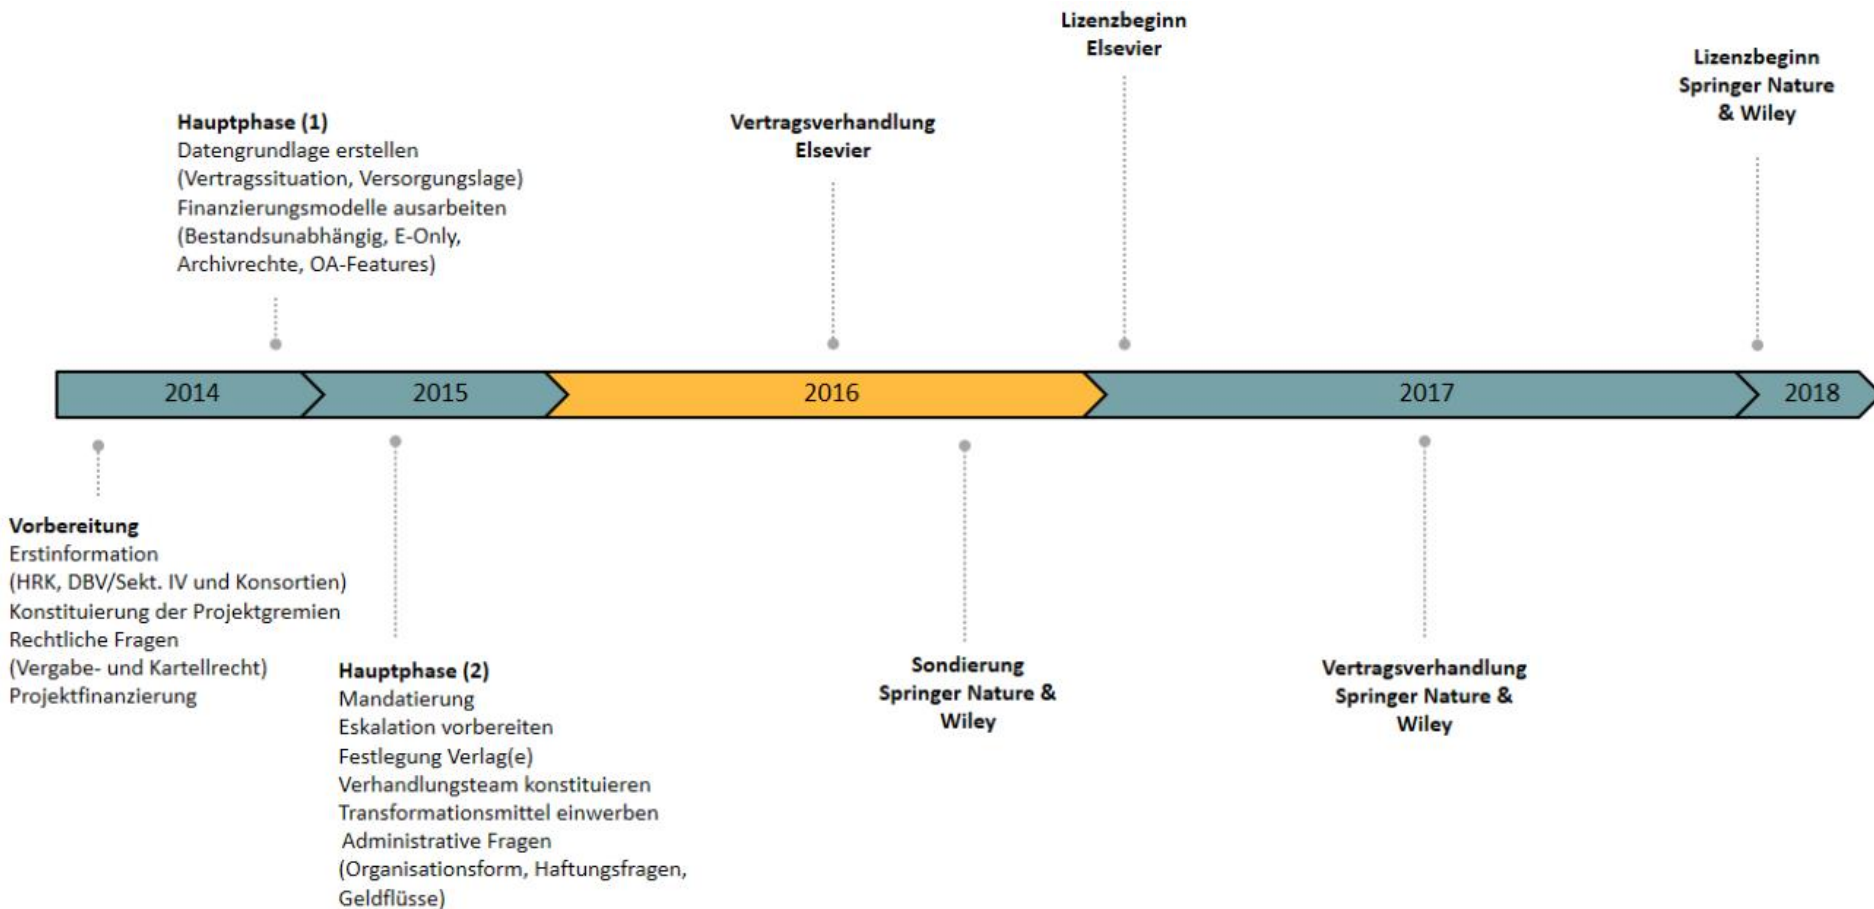 Lizenzbeginn
Elsevier
Lizenzbeginn
Springer Nature
& Wiley
Hauptphase (1)
Datengrundlage erstellen
(Vertragssituation, Versorgungslage)
Finanzierungsmodelle ausarbeiten
(Bestandsunabhängig, E-Only,
Archivrechte, OA-Features)
Vertragsverhandlung
Elsevier
2014
2015
2016
2017
2018
Vorbereitung
Erstinformation
(HRK, DBV/Sekt. IV und Konsortien)
Konstituierung der Projektgremien
Rechtliche Fragen
(Vergabe- und Kartellrecht)
Projektfinanzierung
Hauptphase (2)
Mandatierung
Eskalation vorbereiten
Festlegung Verlag(e)
Verhandlungsteam konstituieren
Transformationsmittel einwerben
Administrative Fragen
(Organisationsform, Haftungsfragen,
Geldflüsse)
Sondierung
Springer Nature &
Wiley
Vertragsverhandlung
Springer Nature &
Wiley